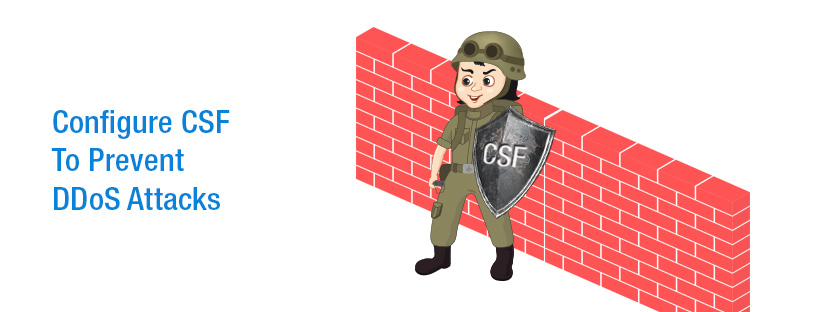 Configure CSF
To Prevent
DDoS Attacks
CSF